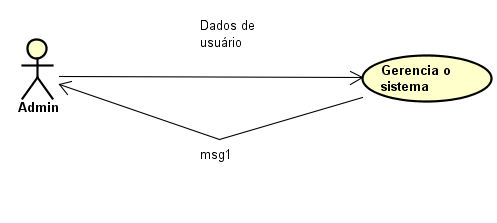 Dados de
usuário
Gerencia o
sistema
Admin
msg1